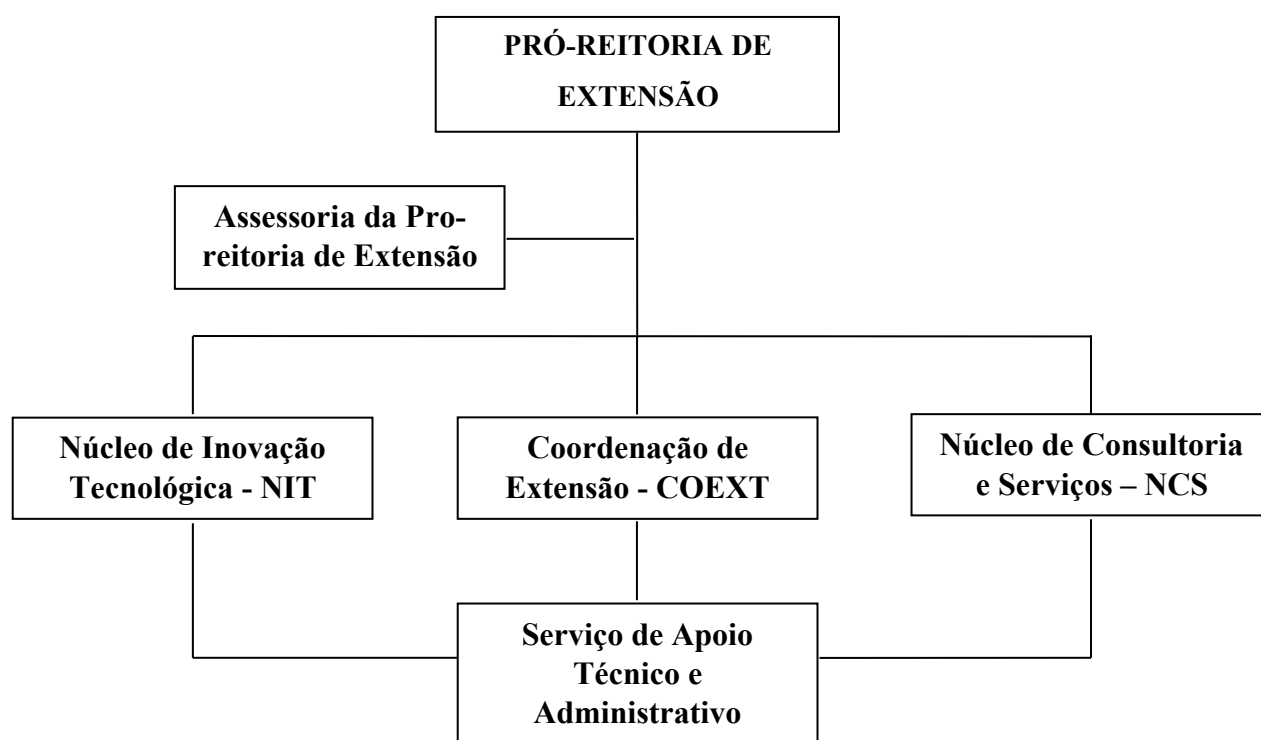 PRÓ-REITORIA DE
EXTENSÃO
Assessoria da Pro-
reitoria de Extensão
Núcleo de Inovação
Tecnológica - NIT
Coordenação de
Extensão - COEXT
Núcleo de Consultoria
e Serviços – NCS
Serviço de Apoio
Técnico e
Administrativo